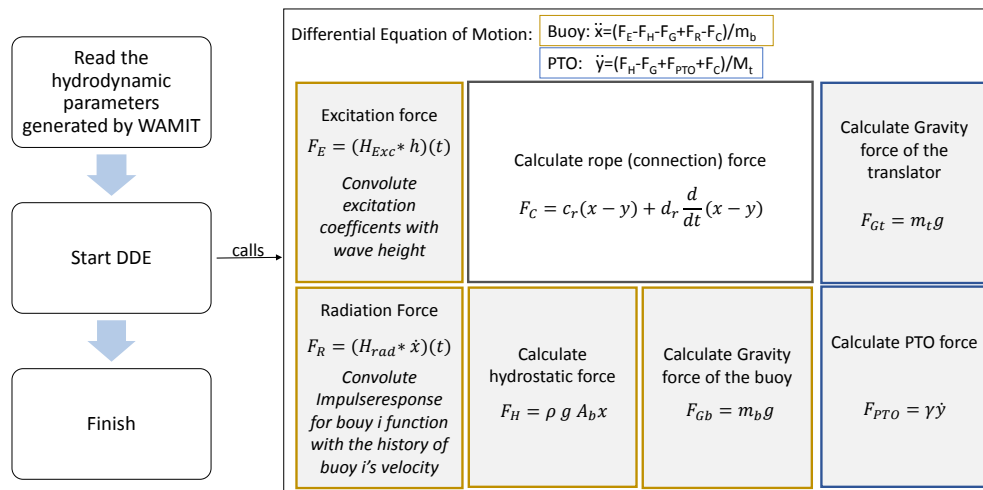 Read the
hydrodynamic
parameters
generated by WAMIT
Start DDE
Finish
calls
Differential Equation of Motion:
Buoy: ẍ=(F_E-F_H-F_G+F_R-F_C)/m_b
PTO: ÿ=(F_H-F_G+F_PTO+F_C)/M_t
Excitation force
F_E = (H_Exc * h)(t)
Convolute
excitation
coefficents with
wave height
Calculate rope (connection) force
F_C = c_r(x − y) + d_r d/dt (x − y)
Calculate Gravity
force of the
translator
F_Gt = m_t g
Radiation Force
F_R = (H_rad * ẋ)(t)
Convolute
Impulseresponse
for bouy i function
with the history of
buoy i’s velocity
Calculate
hydrostatic force
F_H = ρ g A_b x
Calculate Gravity
force of the buoy
F_Gb = m_b g
Calculate PTO force
F_PTO = γẏ